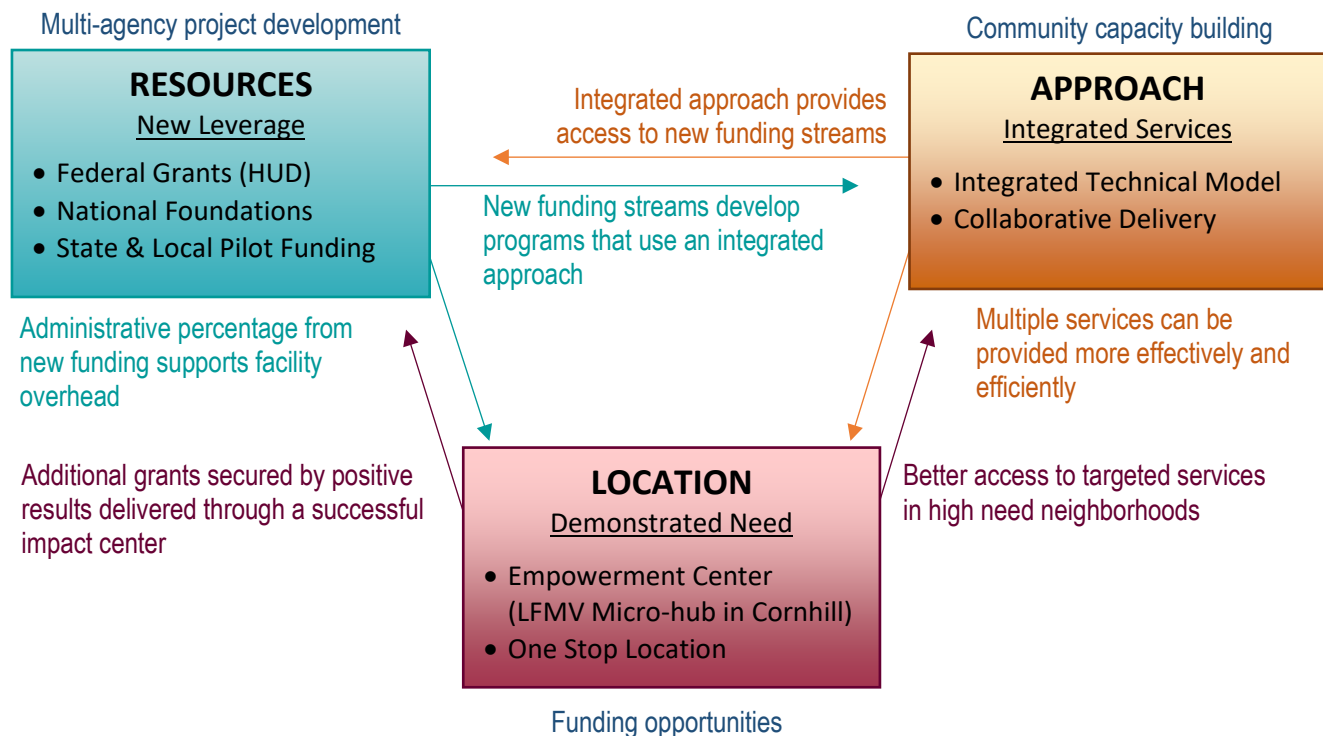 Multi-agency project development
Community capacity building
RESOURCES
New Leverage
• Federal Grants (HUD)
• National Foundations
• State & Local Pilot Funding
Integrated approach provides
access to new funding streams
New funding streams develop
programs that use an integrated
approach
APPROACH
Integrated Services
• Integrated Technical Model
• Collaborative Delivery
Administrative percentage from
new funding supports facility
overhead
Multiple services can be
provided more effectively and
efficiently
Additional grants secured by positive
results delivered through a successful
impact center
LOCATION
Demonstrated Need
• Empowerment Center
(LFMV Micro-hub in Cornhill)
• One Stop Location
Better access to targeted services
in high need neighborhoods
Funding opportunities